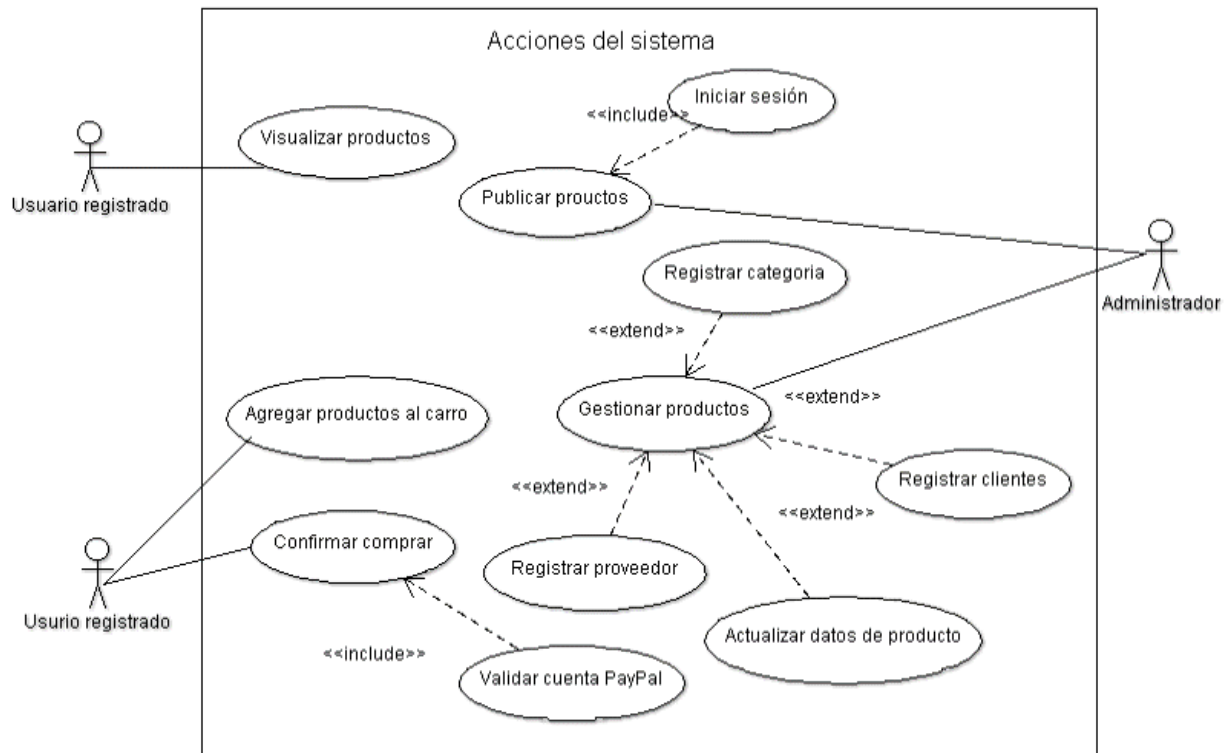 Acciones del sistema
Iniciar sesión
<<include>>
Visualizar productos
Publicar prouctos
Usuario registrado
Registrar categoria
Administrador
<<extend>>
Agregar productos al carro
Gestionar productos
<<extend>>
Registrar clientes
<<extend>>
<<extend>>
Confirmar comprar
Registrar proveedor
Usurio registrado
Actualizar datos de producto
<<include>>
Validar cuenta PayPal